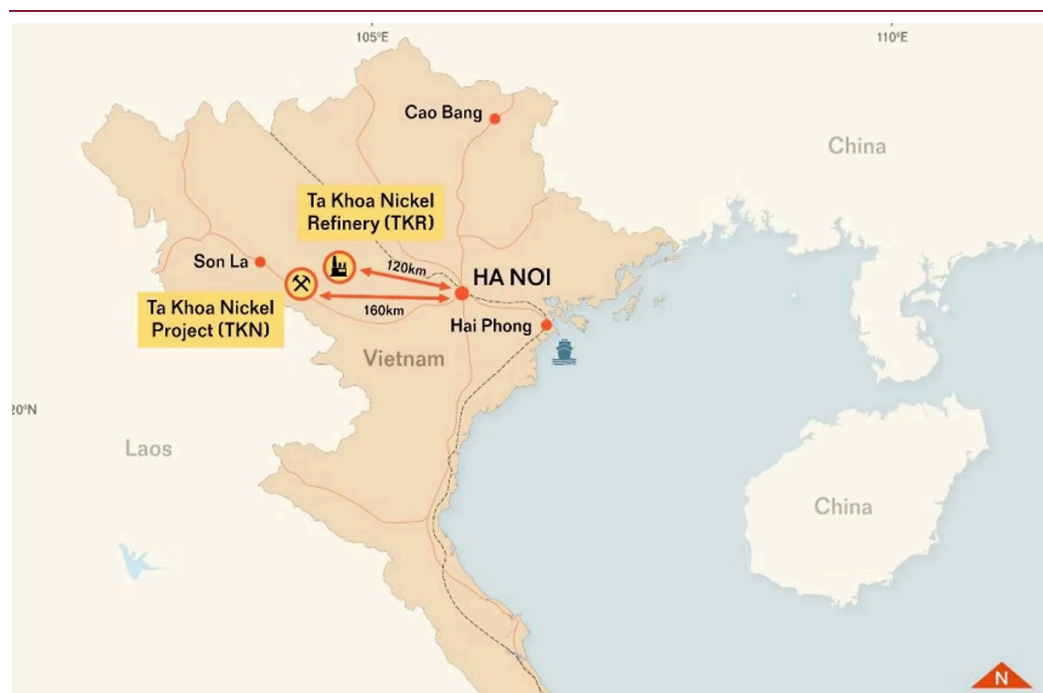 105°E
110°E
Cao Bang
China
Ta Khoa Nickel
Refinery (TKR)
Son La
120km
HA NOI
160km
Ta Khoa Nickel
Project (TKN)
Hai Phong
Vietnam
20°N
Laos
China
N